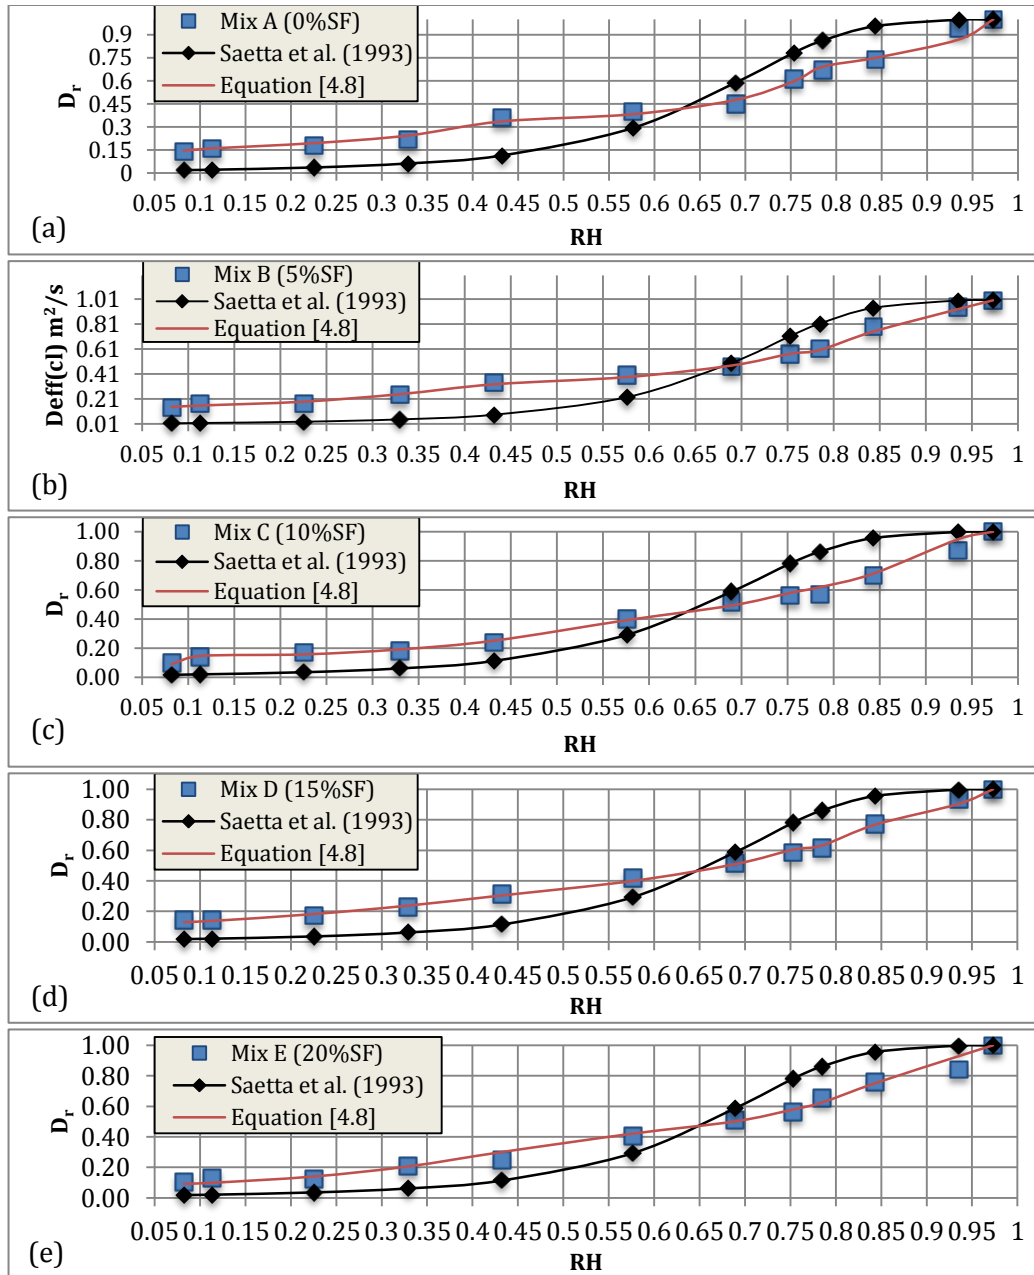 Mix A (0%SF)
Saetta et al. (1993)
Equation [4.8]
0.9
0.75
0.6
0.45
0.3
0.15
0
D_r
0.05 0.1 0.15 0.2 0.25 0.3 0.35 0.4 0.45 0.5 0.55 0.6 0.65 0.7 0.75 0.8 0.85 0.9 0.95 1
(a)
RH
Mix B (5%SF)
Saetta et al. (1993)
Equation [4.8]
1.01
0.81
0.61
0.41
0.21
0.01
Deff(cl) m²/s
0.05 0.1 0.15 0.2 0.25 0.3 0.35 0.4 0.45 0.5 0.55 0.6 0.65 0.7 0.75 0.8 0.85 0.9 0.95 1
(b)
RH
Mix C (10%SF)
Saetta et al. (1993)
Equation [4.8]
1.00
0.80
0.60
0.40
0.20
0.00
D_r
0.05 0.1 0.15 0.2 0.25 0.3 0.35 0.4 0.45 0.5 0.55 0.6 0.65 0.7 0.75 0.8 0.85 0.9 0.95 1
(c)
RH
Mix D (15%SF)
Saetta et al. (1993)
Equation [4.8]
1.00
0.80
0.60
0.40
0.20
0.00
D_r
0.05 0.1 0.15 0.2 0.25 0.3 0.35 0.4 0.45 0.5 0.55 0.6 0.65 0.7 0.75 0.8 0.85 0.9 0.95 1
(d)
RH
Mix E (20%SF)
Saetta et al. (1993)
Equation [4.8]
1.00
0.80
0.60
0.40
0.20
0.00
D_r
0.05 0.1 0.15 0.2 0.25 0.3 0.35 0.4 0.45 0.5 0.55 0.6 0.65 0.7 0.75 0.8 0.85 0.9 0.95 1
(e)
RH